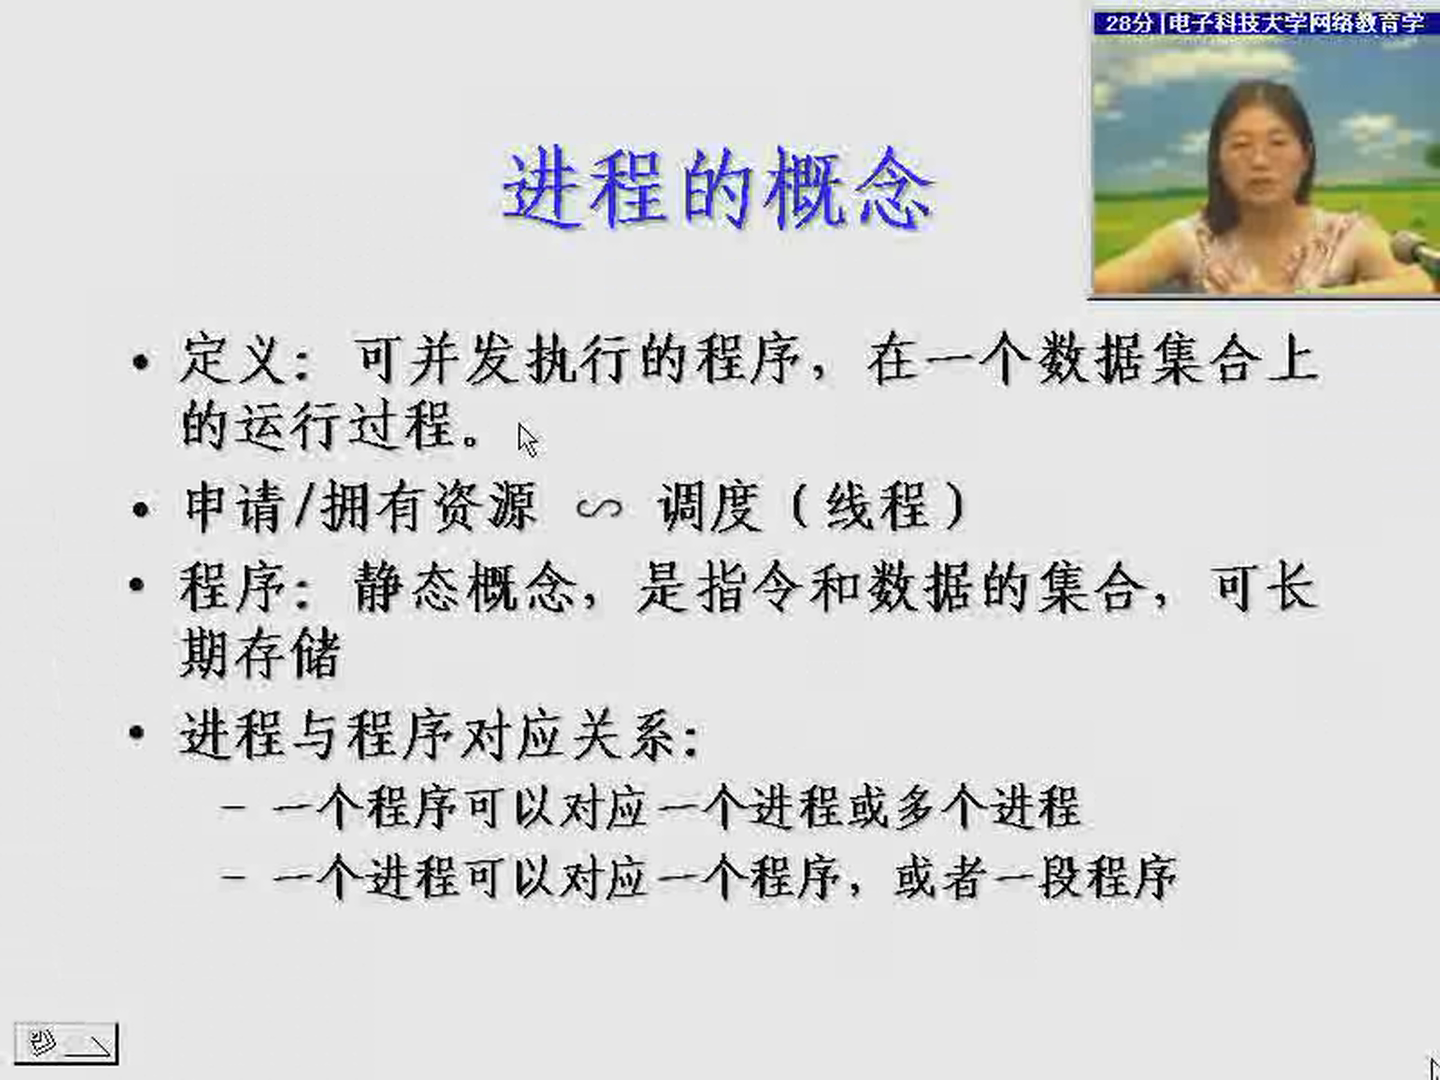 28分|电子科技大学网络教育学
进程的概念
• 定义：可并发执行的程序，在一个数据集合上
的运行过程。
• 申请/拥有资源 ∽ 调度（线程）
• 程序：静态概念，是指令和数据的集合，可长
期存储
• 进程与程序对应关系：
– 一个程序可以对应一个进程或多个进程
– 一个进程可以对应一个程序，或者一段程序